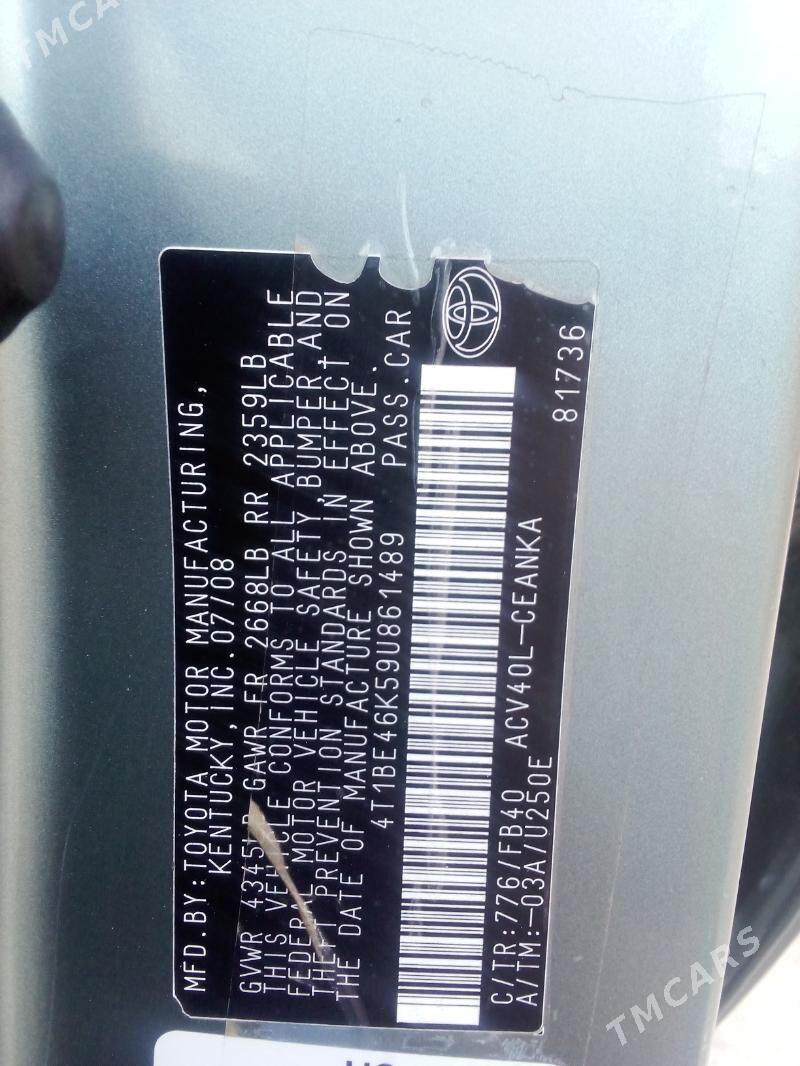 TMCARS
MFD.BY:TOYOTA MOTOR MANUFACTURING,
KENTUCKY, INC. 07/08
GVWR 4345LB GAWR FR 2668LB RR 2359LB
THIS VEHICLE CONFORMS TO ALL APPLICABLE
FEDERAL MOTOR VEHICLE SAFETY,BUMPER,AND
THEFT PREVENTION STANDARDS IN EFFECT ON
THE DATE OF MANUFACTURE SHOWN ABOVE.
4T1BE46K59U861489 PASS.CAR
C/TR:776/FB40 ACV40L-CEANKA
A/TM:-03A/U250E 81736
TMCARS